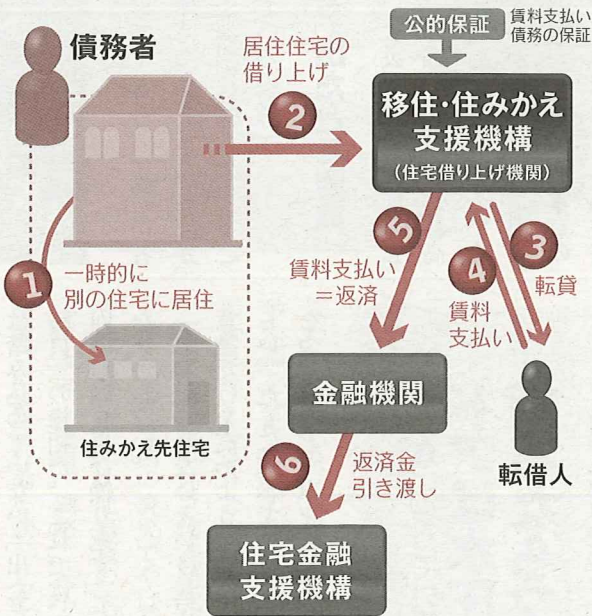 債務者
居住住宅の
借り上げ
2
公的保証
賃料支払い
債務の保証
移住・住みかえ
支援機構
(住宅借り上げ機関)
1
一時的に
別の住宅に居住
住みかえ先住宅
5
賃料支払い
=返済
4
賃料
支払い
3
転貸
金融機関
転借人
6
返済金
引き渡し
住宅金融
支援機構